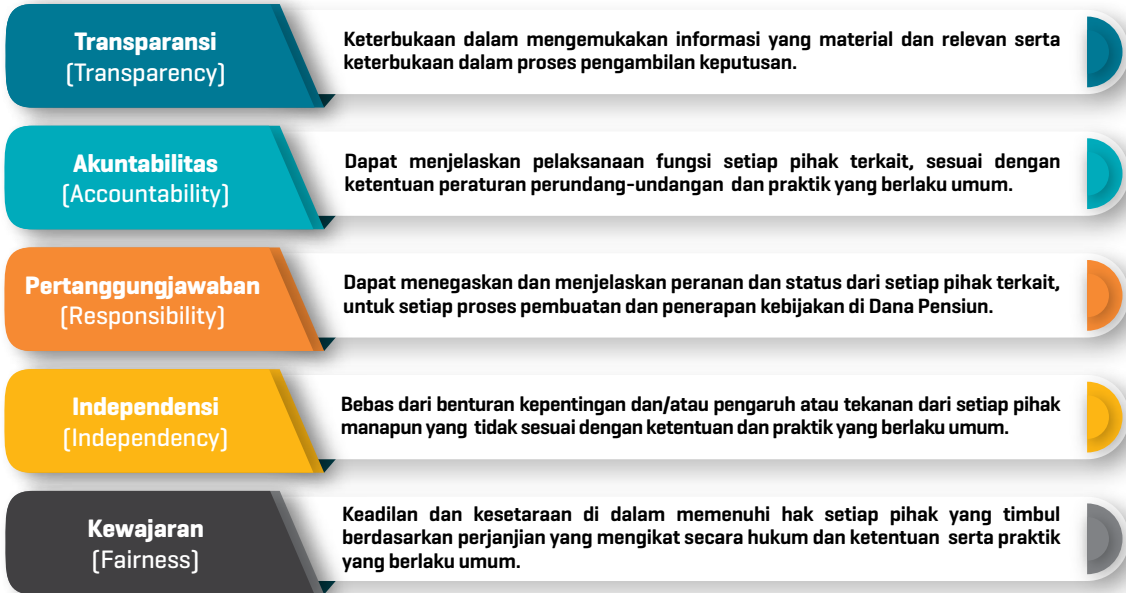 Transparansi
(Transparency)
Keterbukaan dalam mengemukakan informasi yang material dan relevan serta
keterbukaan dalam proses pengambilan keputusan.
Akuntabilitas
(Accountability)
Dapat menjelaskan pelaksanaan fungsi setiap pihak terkait, sesuai dengan
ketentuan peraturan perundang-undangan dan praktik yang berlaku umum.
Pertanggungjawaban
(Responsibility)
Dapat menegaskan dan menjelaskan peranan dan status dari setiap pihak terkait,
untuk setiap proses pembuatan dan penerapan kebijakan di Dana Pensiun.
Independensi
(Independency)
Bebas dari benturan kepentingan dan/atau pengaruh atau tekanan dari setiap pihak
manapun yang tidak sesuai dengan ketentuan dan praktik yang berlaku umum.
Kewajaran
(Fairness)
Keadilan dan kesetaraan di dalam memenuhi hak setiap pihak yang timbul
berdasarkan perjanjian yang mengikat secara hukum dan ketentuan serta praktik
yang berlaku umum.